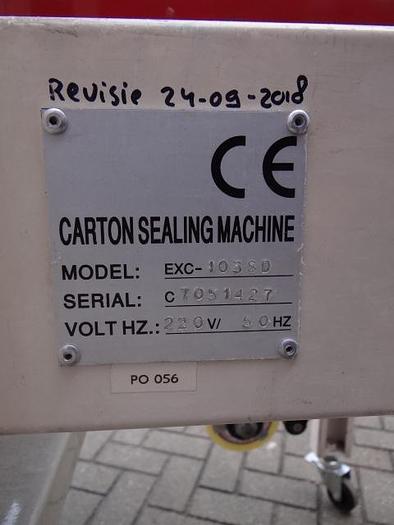 Revisie 24-09-2018
CE
CARTON SEALING MACHINE
MODEL: EXC-103SD
SERIAL: C7051427
VOLT HZ.: 220V/ 50HZ
PO 056